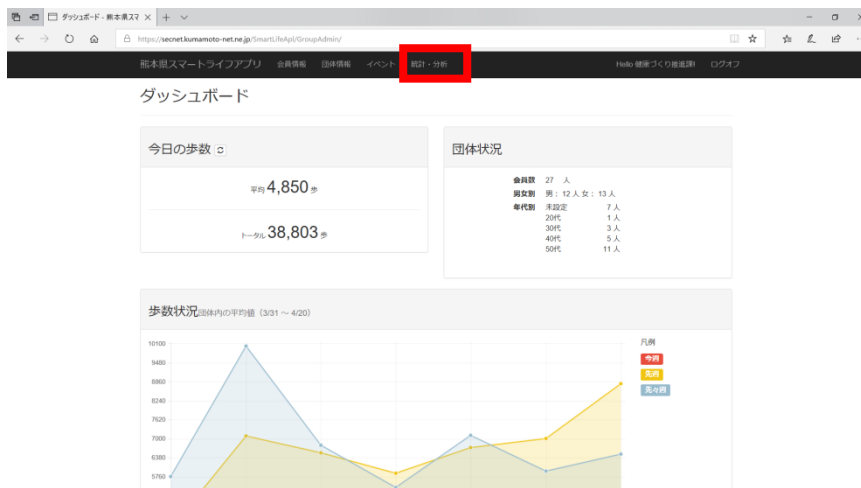 ダッシュボード - 熊本県スマ
https://secnet.kumamoto-net.ne.jp/SmartLifeApl/GroupAdmin/
熊本県スマートライフアプリ 会員情報 団体情報 イベント 統計・分析 Hello 健康づくり推進課! ログオフ
ダッシュボード
今日の歩数
平均 4,850 歩
トータル 38,803 歩
団体状況
会員数 27 人
男女別 男 : 12 人 女 : 13 人
年代別 未設定 7 人
20代 1 人
30代 3 人
40代 5 人
50代 11 人
歩数状況 団体内の平均値 (3/31 ~ 4/20)
10100
9480
8860
8240
7620
7000
6380
5760
凡例
今週
先週
先々週